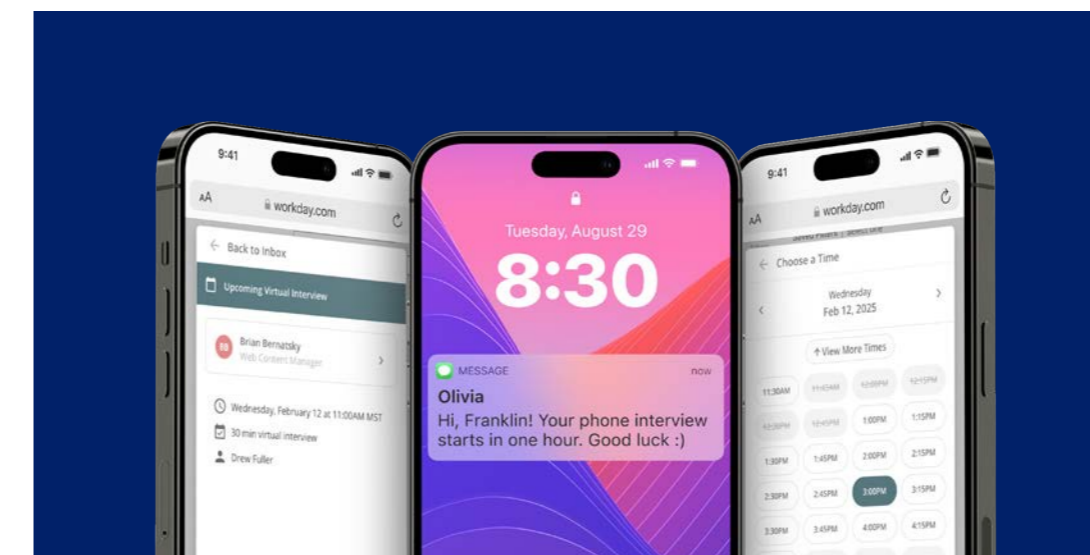 9:41
AA workday.com
← Back to Inbox
Upcoming Virtual Interview
BB Brian Bernatsky
Web Content Manager
Wednesday, February 12 at 11:00AM MST
30 min virtual interview
Drew Fuller
Tuesday, August 29
8:30
MESSAGE now
Olivia
Hi, Franklin! Your phone interview
starts in one hour. Good luck :)
9:41
AA workday.com
← Choose a Time
Wednesday
Feb 12, 2025
↑ View More Times
11:30AM 11:45AM 12:00PM 12:15PM
12:30PM 12:45PM 1:00PM 1:15PM
1:30PM 1:45PM 2:00PM 2:15PM
2:30PM 2:45PM 3:00PM 3:15PM
3:30PM 3:45PM 4:00PM 4:15PM